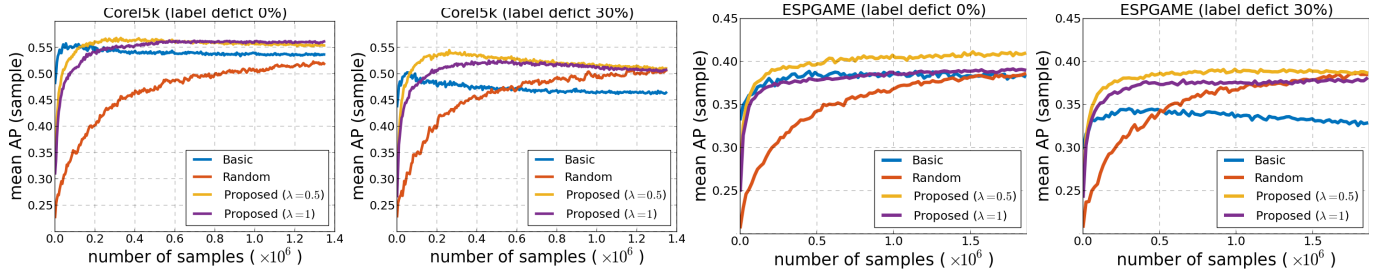 Corel5k (label defict 0%)
mean AP (sample)
0.55
0.50
0.45
0.40
0.35
0.30
0.25
Basic
Random
Proposed (λ=0.5)
Proposed (λ=1)
0.0 0.2 0.4 0.6 0.8 1.0 1.2 1.4
number of samples ( ×10⁶ )
Corel5k (label defict 30%)
mean AP (sample)
0.55
0.50
0.45
0.40
0.35
0.30
0.25
Basic
Random
Proposed (λ=0.5)
Proposed (λ=1)
0.0 0.2 0.4 0.6 0.8 1.0 1.2 1.4
number of samples ( ×10⁶ )
ESPGAME (label defict 0%)
mean AP (sample)
0.45
0.40
0.35
0.30
0.25
Basic
Random
Proposed (λ=0.5)
Proposed (λ=1)
0.0 0.5 1.0 1.5
number of samples ( ×10⁶ )
ESPGAME (label defict 30%)
mean AP (sample)
0.45
0.40
0.35
0.30
0.25
Basic
Random
Proposed (λ=0.5)
Proposed (λ=1)
0.0 0.5 1.0 1.5
number of samples ( ×10⁶ )